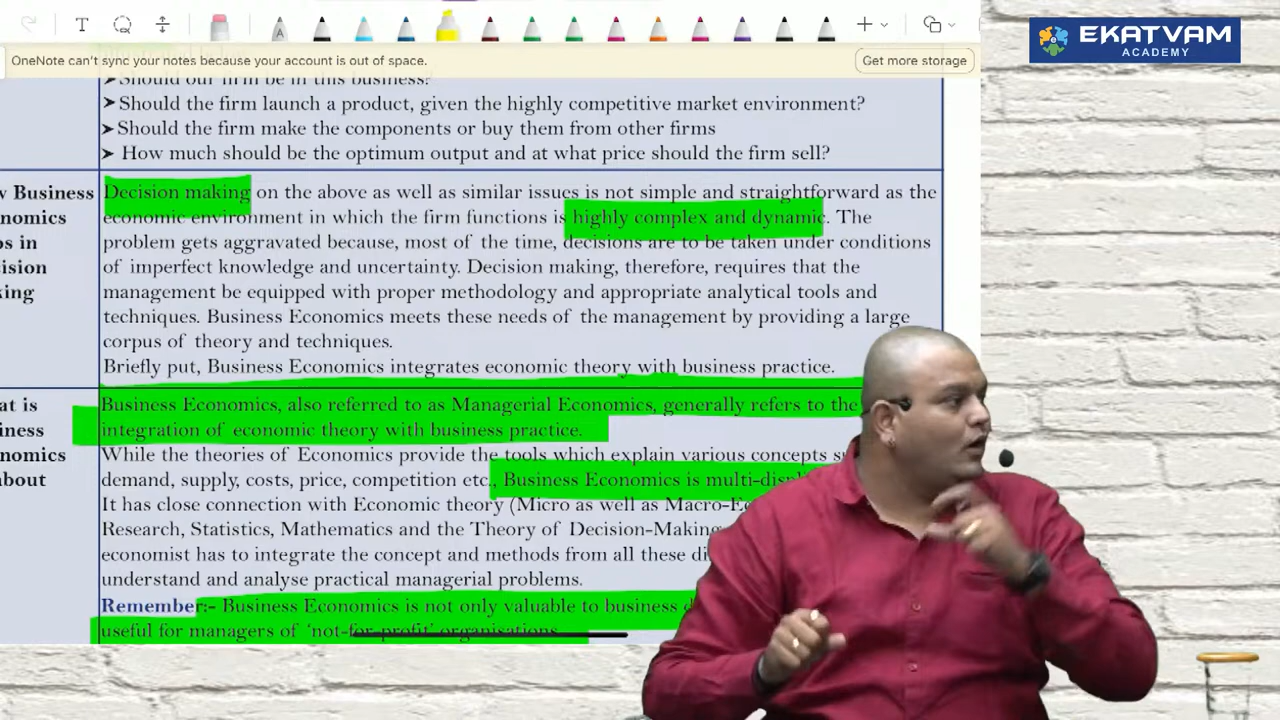 EKATVAM
ACADEMY
T
OneNote can't sync your notes because your account is out of space.
Get more storage
➤Should our firm be in this business?
➤Should the firm launch a product, given the highly competitive market environment?
➤Should the firm make the components or buy them from other firms
➤ How much should be the optimum output and at what price should the firm sell?
Business
Decision making on the above as well as similar issues is not simple and straightforward as the
economic environment in which the firm functions is highly complex and dynamic. The
problem gets aggravated because, most of the time, decisions are to be taken under conditions
of imperfect knowledge and uncertainty. Decision making, therefore, requires that the
management be equipped with proper methodology and appropriate analytical tools and
techniques. Business Economics meets these needs of the management by providing a large
corpus of theory and techniques.
Briefly put, Business Economics integrates economic theory with business practice.
is
Business Economics, also referred to as Managerial Economics, generally refers to the
integration of economic theory with business practice.
While the theories of Economics provide the tools which explain various concepts
demand, supply, costs, price, competition etc., Business Economics is
It has close connection with Economic theory (Micro as well as
Research, Statistics, Mathematics and the Theory of Decision-Making
economist has to integrate the concept and methods from all these
understand and analyse practical managerial problems.
Remember:- Business Economics is not only valuable to business
useful for managers of 'not-for-profit' organisations